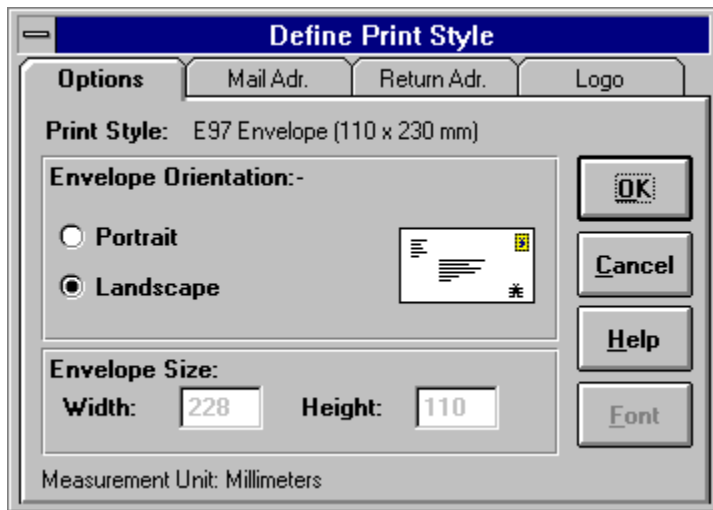 Define Print Style
Options Mail Adr. Return Adr. Logo
Print Style: E97 Envelope (110 x 230 mm)
Envelope Orientation:-
OK
Portrait
Landscape
Cancel
Help
Envelope Size:
Width: 228 Height: 110
Font
Measurement Unit: Millimeters